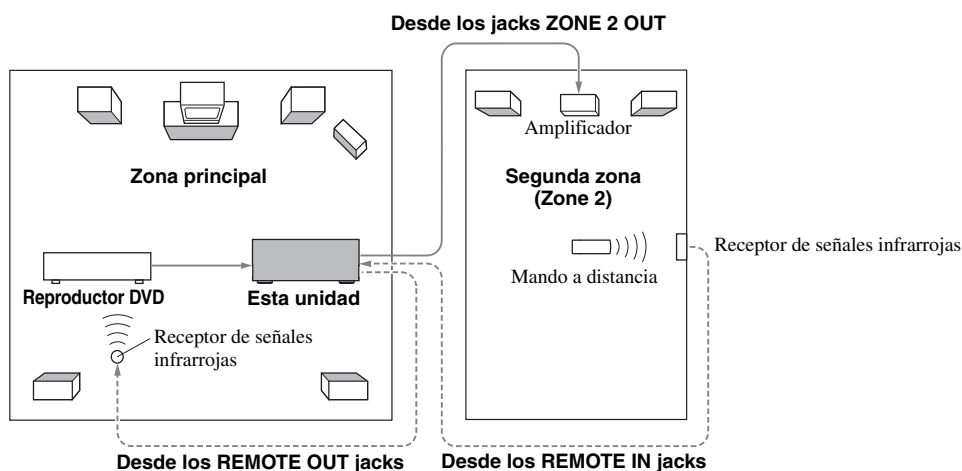 Desde los jacks ZONE 2 OUT
Amplificador
Zona principal
Segunda zona
(Zone 2)
Receptor de señales infrarrojas
Mando a distancia
Reproductor DVD
Esta unidad
Receptor de señales
infrarrojas
Desde los REMOTE OUT jacks
Desde los REMOTE IN jacks